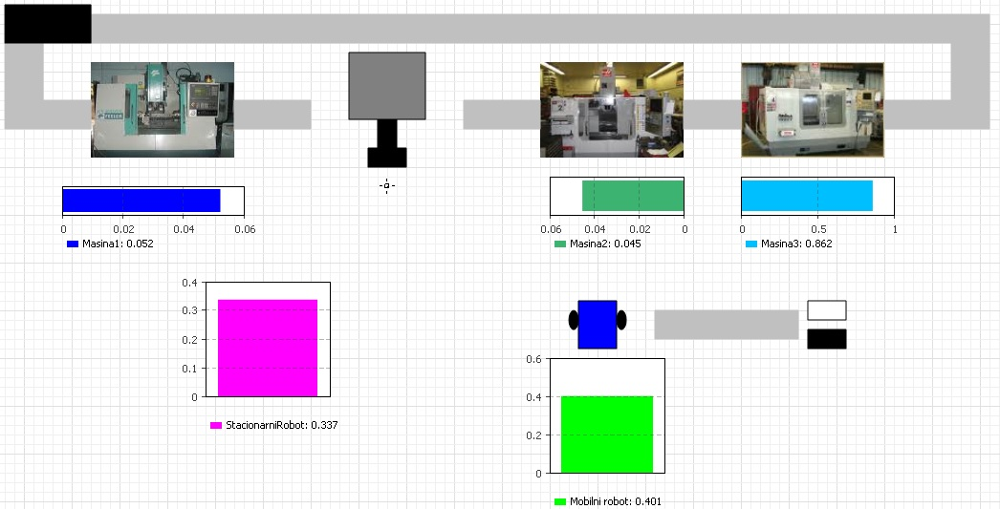 0 0.02 0.04 0.06
Masina1: 0.052
0.06 0.04 0.02 0
Masina2: 0.045
0 0.5 1
Masina3: 0.862
0.4
0.3
0.2
0.1
0
StacionarniRobot: 0.337
0.6
0.4
0.2
0
Mobilni robot: 0.401